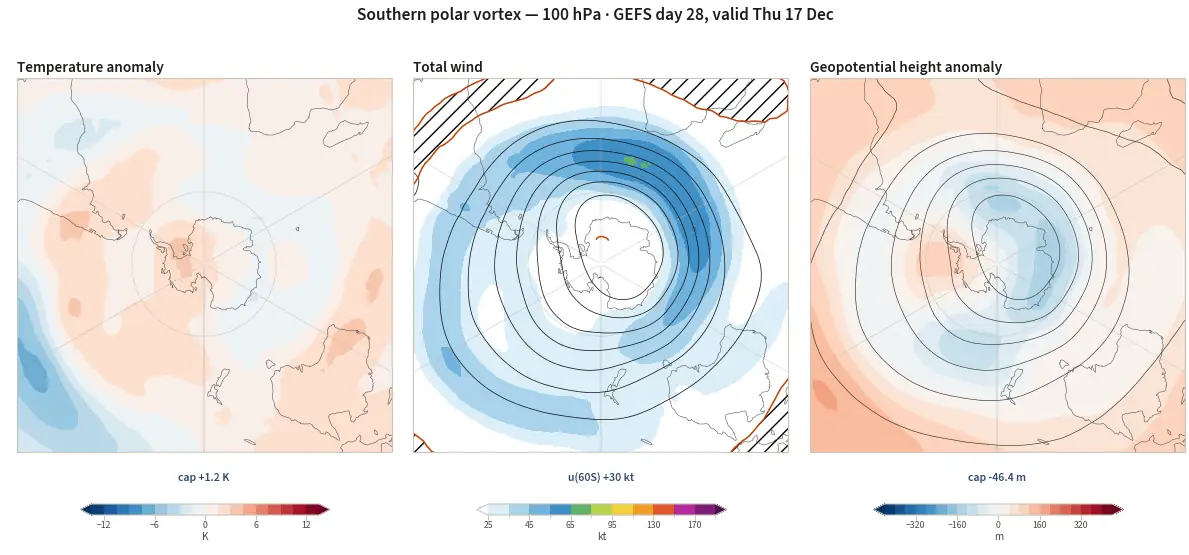 Southern polar vortex — 100 hPa · GEFS day 28, valid Thu 17 Dec
Temperature anomaly
Total wind
Geopotential height anomaly
cap +1.2 K
u(60S) +30 kt
cap -46.4 m
−12 −6 0 6 12
K
25 45 65 95 130 170
kt
−320 −160 0 160 320
m